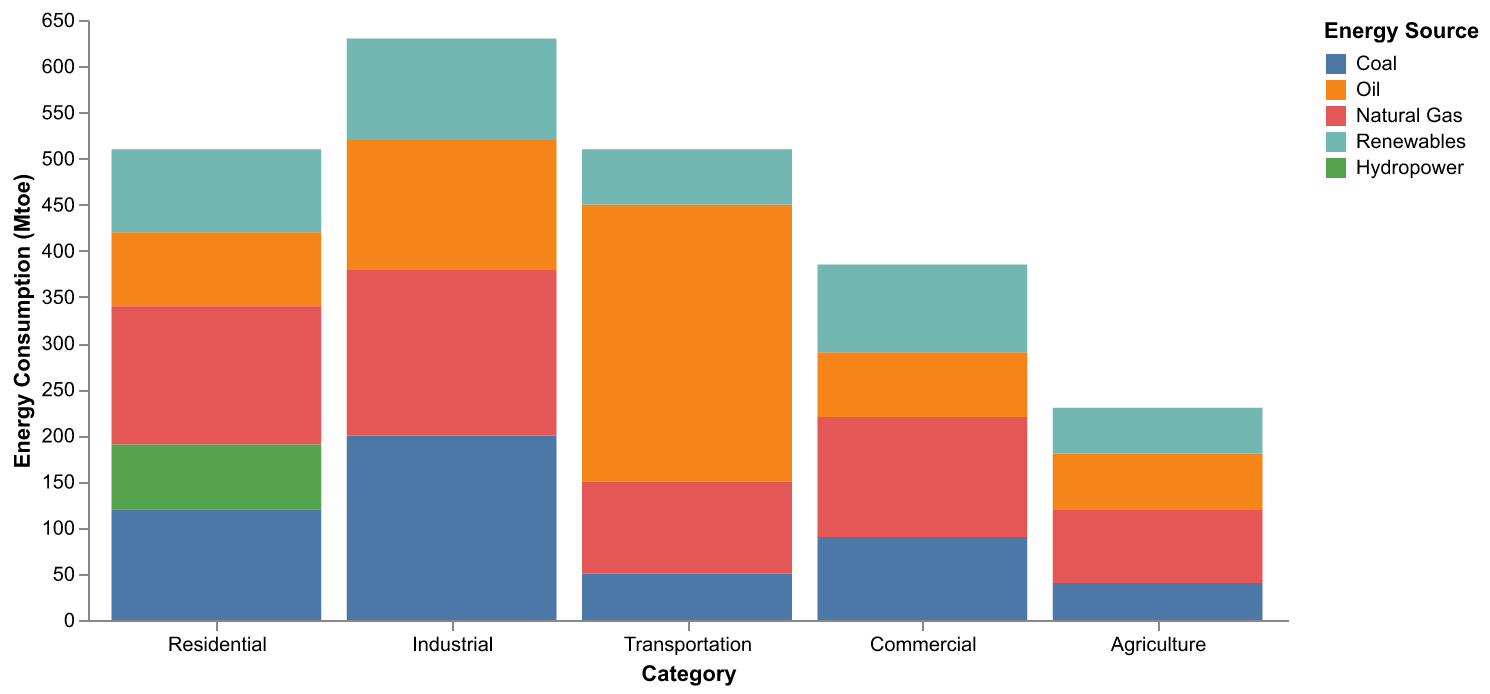 650
600
550
500
450
400
350
300
250
200
150
100
50
0
Energy Consumption (Mtoe)
Residential
Industrial
Transportation
Commercial
Agriculture
Category
Energy Source
Coal
Oil
Natural Gas
Renewables
Hydropower